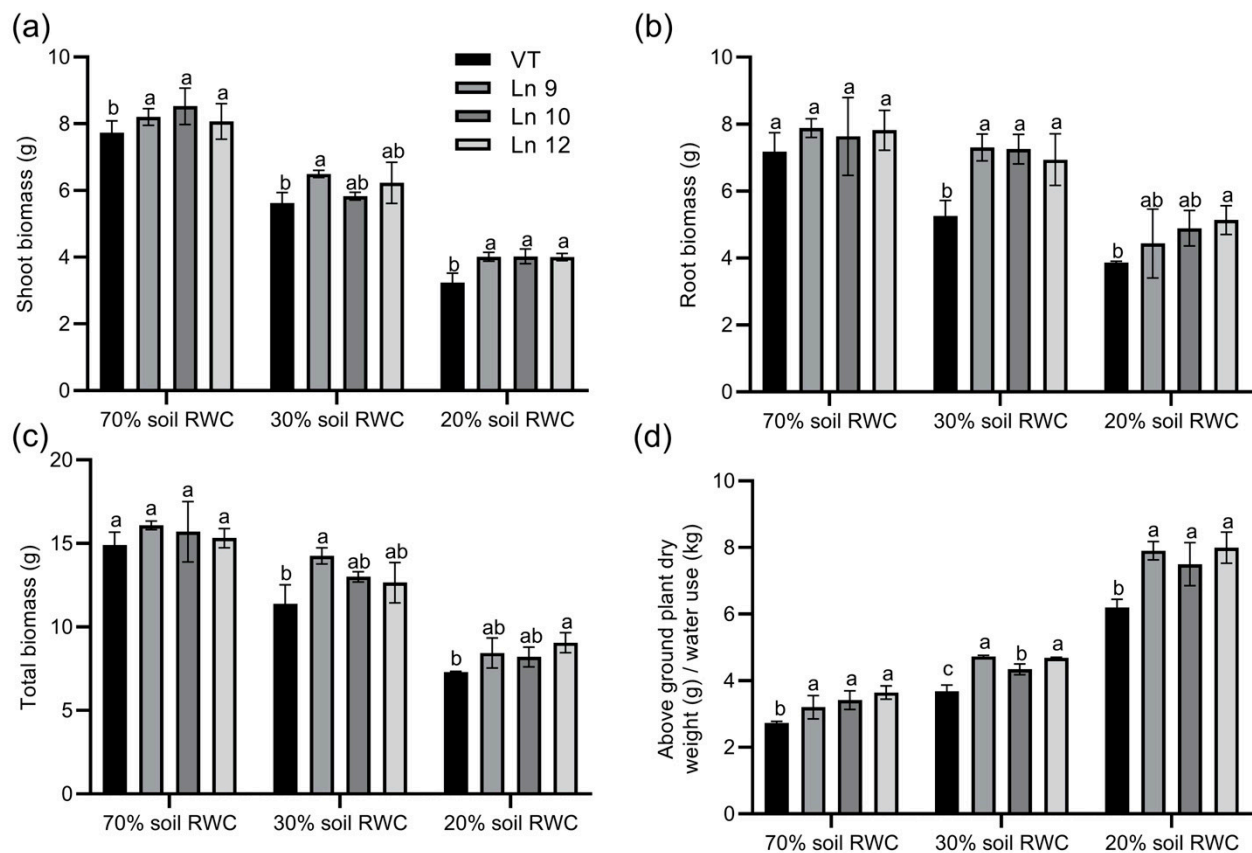 (a)
Shoot biomass (g)
10
8
6
4
2
0
b a a a
b a ab ab
b a a a
VT
Ln 9
Ln 10
Ln 12
70% soil RWC 30% soil RWC 20% soil RWC
(b)
Root biomass (g)
10
8
6
4
2
0
a a a a
b a a a
b ab ab a
70% soil RWC 30% soil RWC 20% soil RWC
(c)
Total biomass (g)
20
15
10
5
0
a a a a
b a ab ab
b ab ab a
70% soil RWC 30% soil RWC 20% soil RWC
(d)
Above ground plant dry
weight (g) / water use (kg)
10
8
6
4
2
0
b a a a
c a b a
b a a a
70% soil RWC 30% soil RWC 20% soil RWC